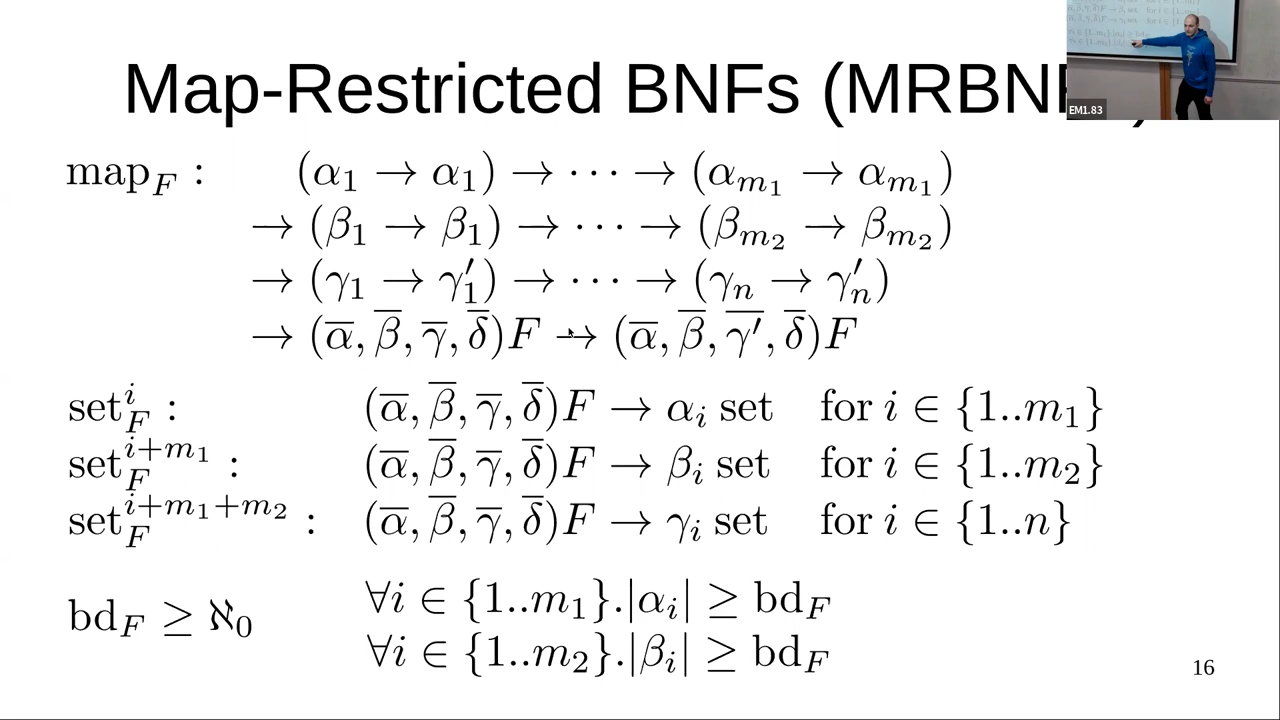 Map-Restricted BNFs (MRBNF
EM1.83
map_F : (α₁ → α₁) → ··· → (α_{m₁} → α_{m₁})
→ (β₁ → β₁) → ··· → (β_{m₂} → β_{m₂})
→ (γ₁ → γ′₁) → ··· → (γ_n → γ′_n)
→ (α̅, β̅, γ̅, δ̅)F → (α̅, β̅, γ̅′, δ̅)F
set_F^i : (α̅, β̅, γ̅, δ̅)F → α_i set for i ∈ {1..m₁}
set_F^{i+m₁} : (α̅, β̅, γ̅, δ̅)F → β_i set for i ∈ {1..m₂}
set_F^{i+m₁+m₂} : (α̅, β̅, γ̅, δ̅)F → γ_i set for i ∈ {1..n}
bd_F ≥ ℵ₀
∀i ∈ {1..m₁}.|α_i| ≥ bd_F
∀i ∈ {1..m₂}.|β_i| ≥ bd_F
16